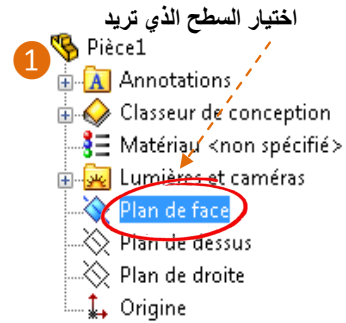 اختيار السطح الذي تريد
1
Pièce1
Annotations
Classeur de conception
Matériau <non spécifié>
Lumières et caméras
Plan de face
Plan de dessus
Plan de droite
Origine